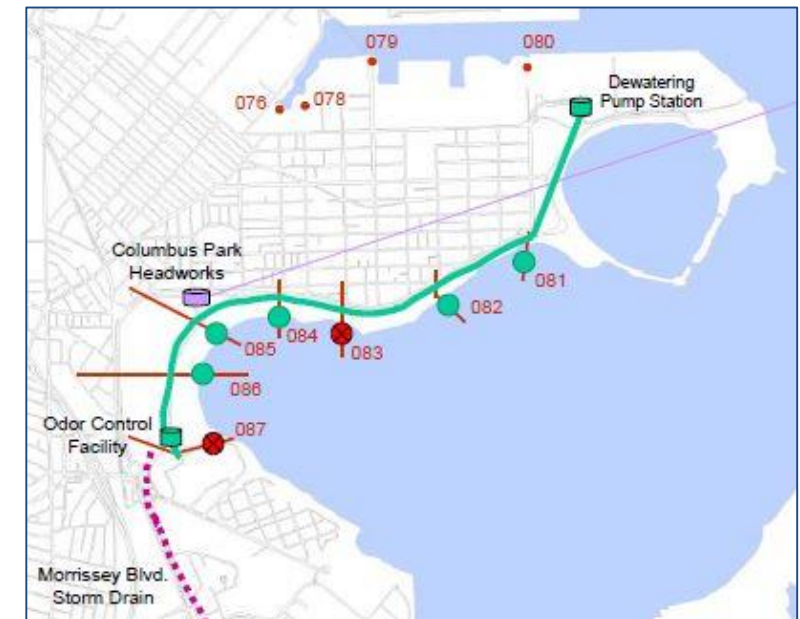 079
080
076
078
Dewatering
Pump Station
Columbus Park
Headworks
081
082
084
083
085
086
Odor Control
Facility
087
Morrissey Blvd.
Storm Drain